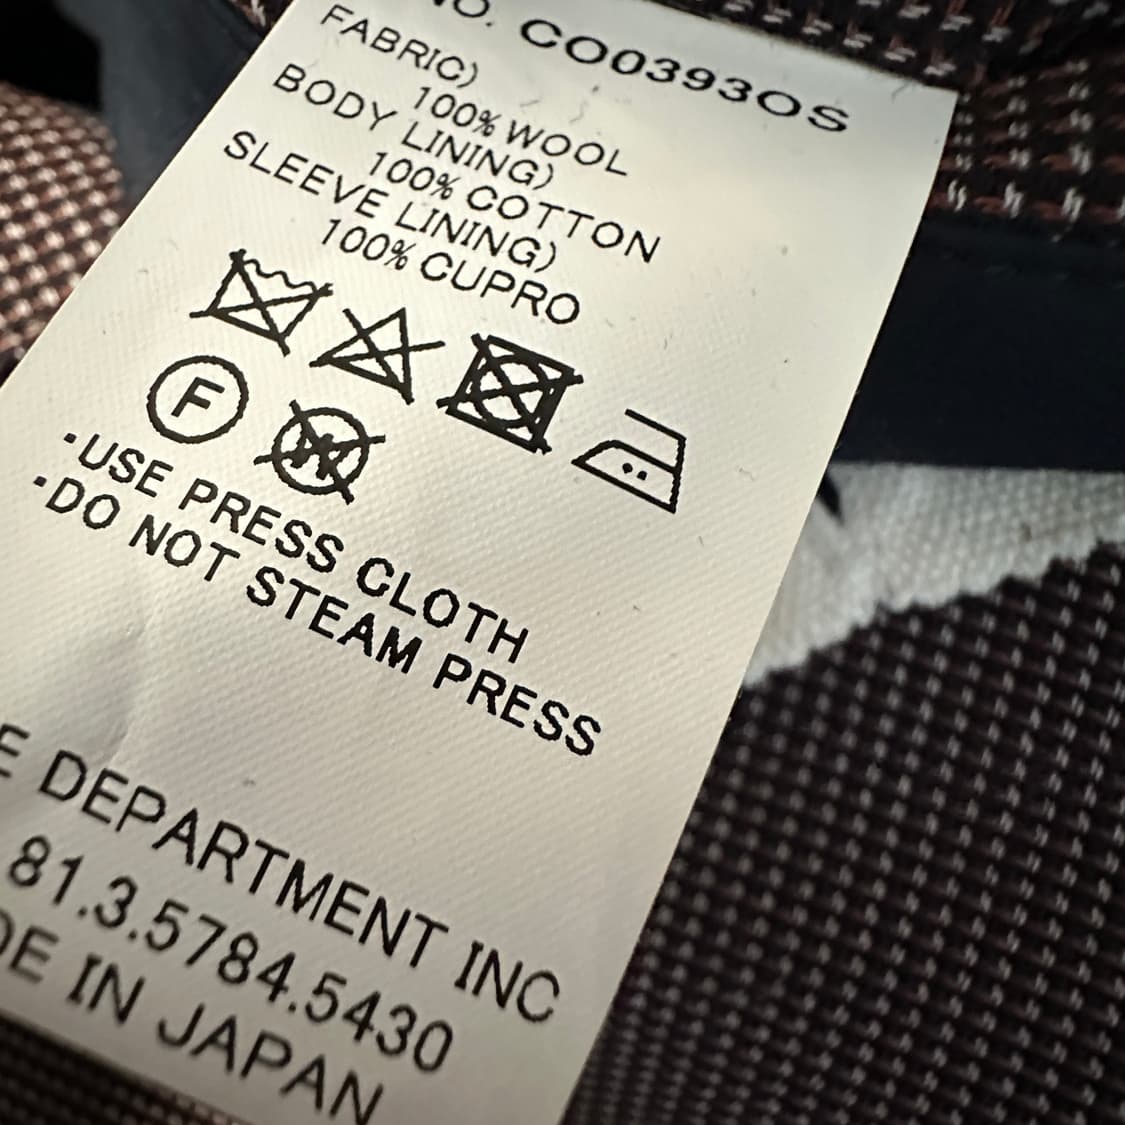 NO. CO0393OS
FABRIC)
100% WOOL
BODY LINING)
100% COTTON
SLEEVE LINING)
100% CUPRO
F
·USE PRESS CLOTH
·DO NOT STEAM PRESS
E DEPARTMENT INC
81.3.5784.5430
DE IN JAPAN